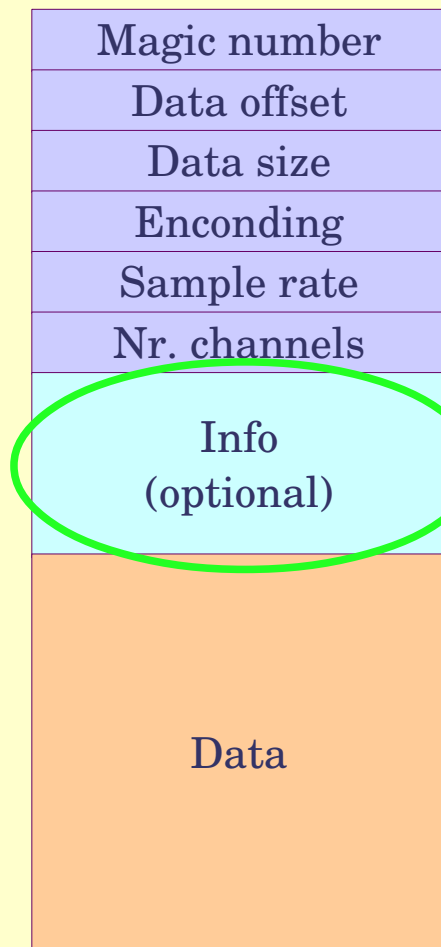 Magic number
Data offset
Data size
Enconding
Sample rate
Nr. channels
Info
(optional)
Data